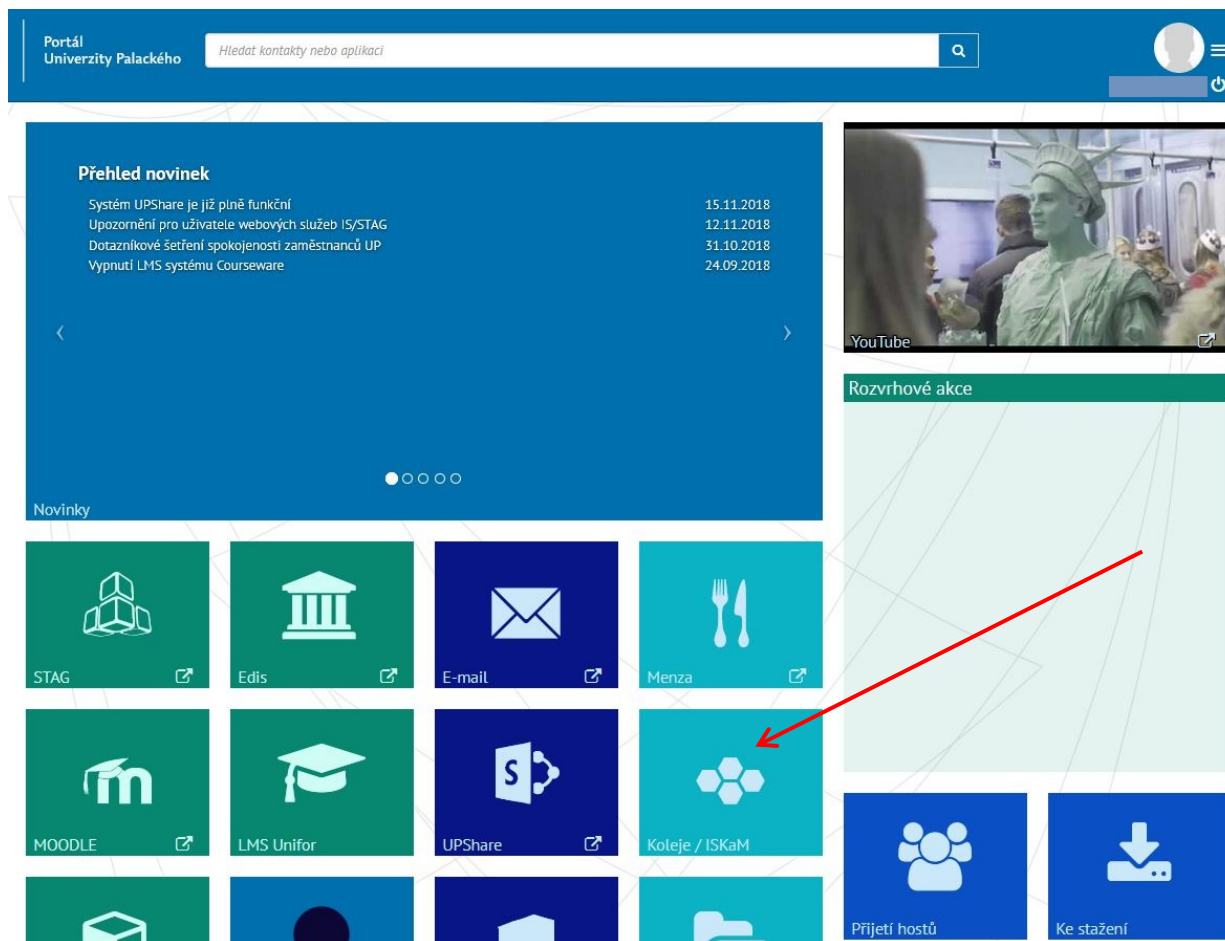 Portál
Univerzity Palackého
Hledat kontakty nebo aplikaci
Přehled novinek
Systém UPShare je již plně funkční 15.11.2018
Upozornění pro uživatele webových služeb IS/STAG 12.11.2018
Dotazníkové šetření spokojenosti zaměstnanců UP 31.10.2018
Vypnutí LMS systému Courseware 24.09.2018
Novinky
YouTube
Rozvrhové akce
STAG
Edis
E-mail
Menza
MOODLE
LMS Unifor
UPShare
Koleje / ISKaM
Přijetí hostů
Ke stažení